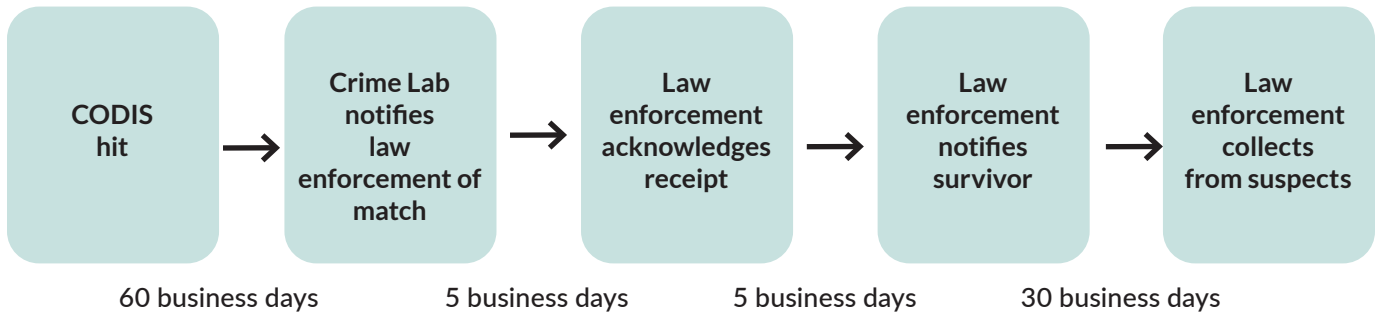 CODIS
hit
Crime Lab
notifies
law
enforcement of
match
Law
enforcement
acknowledges
receipt
Law
enforcement
notifies
survivor
Law
enforcement
collects
from suspects
60 business days
5 business days
5 business days
30 business days